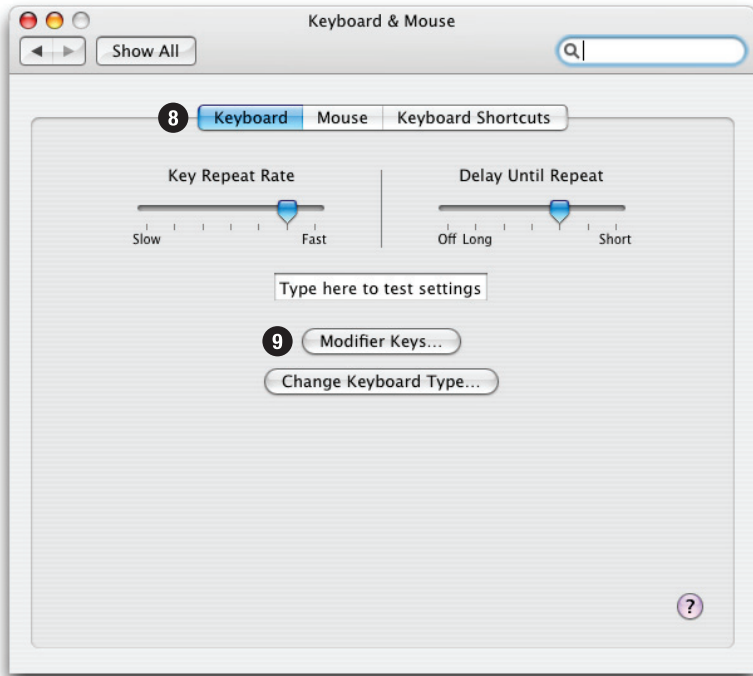 Keyboard & Mouse
Show All
8 Keyboard Mouse Keyboard Shortcuts
Key Repeat Rate
Slow Fast
Delay Until Repeat
Off Long Short
Type here to test settings
9 Modifier Keys...
Change Keyboard Type...
?